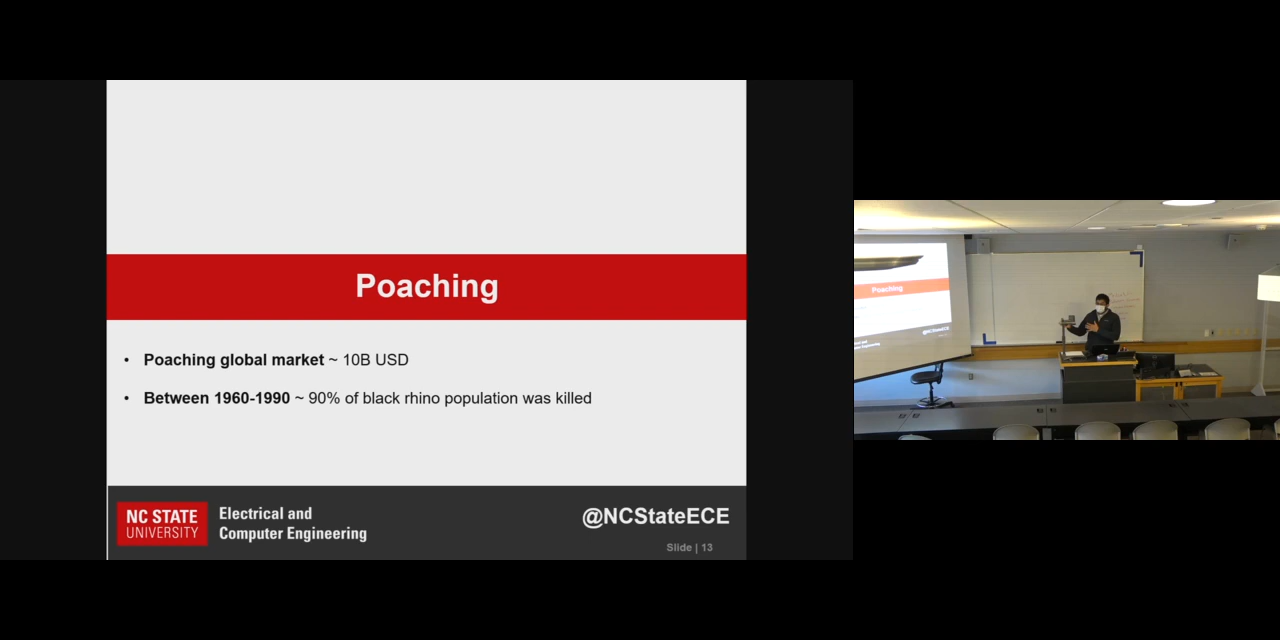 Poaching
• Poaching global market ~ 10B USD
• Between 1960-1990 ~ 90% of black rhino population was killed
NC STATE
UNIVERSITY
Electrical and
Computer Engineering
@NCStateECE
Slide | 13
Poaching
@NCStateECE